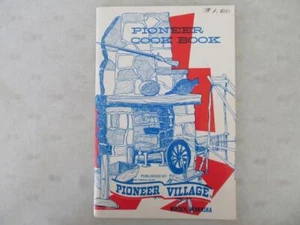 PIONEER
COOK BOOK
PUBLISHED BY
PIONEER VILLAGE
NEBRASKA